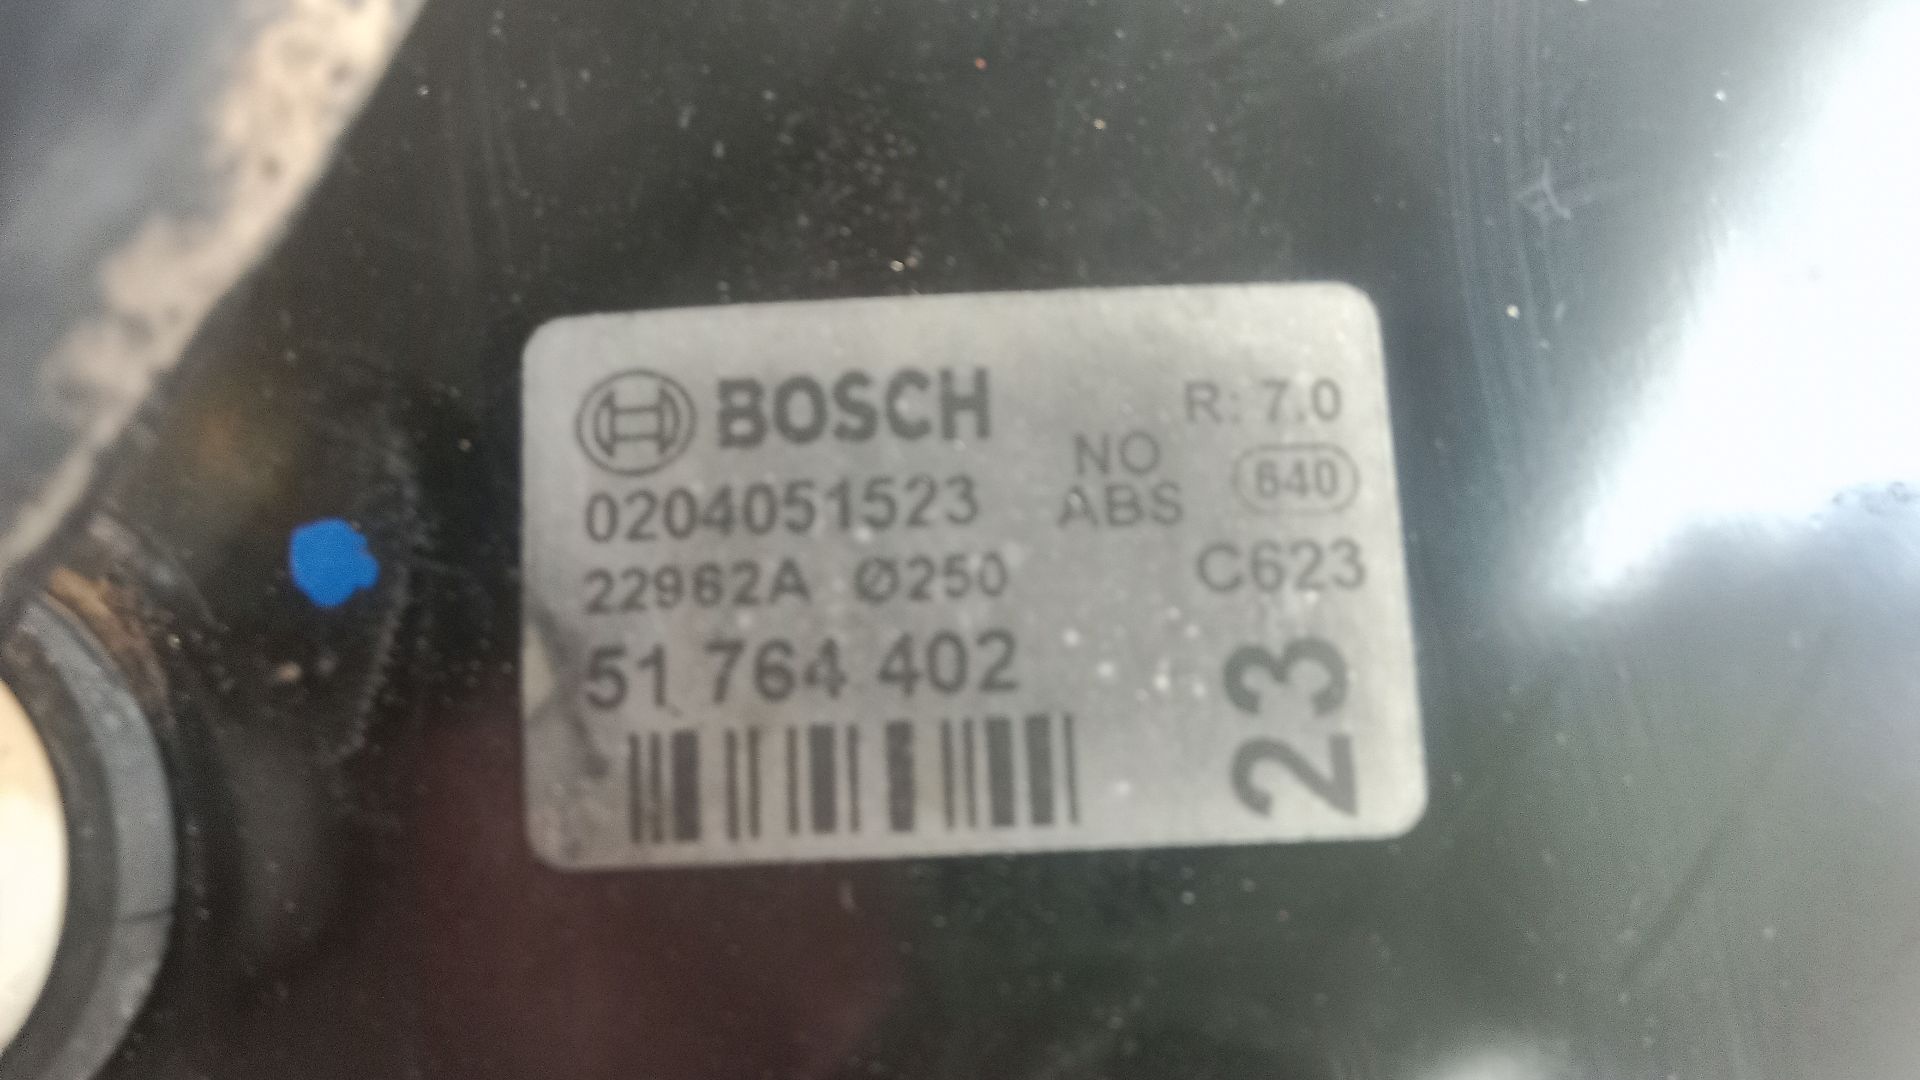 BOSCH
R: 7.0
NO
ABS
640
0204051523
22962A Ø250
C623
51 764 402
23